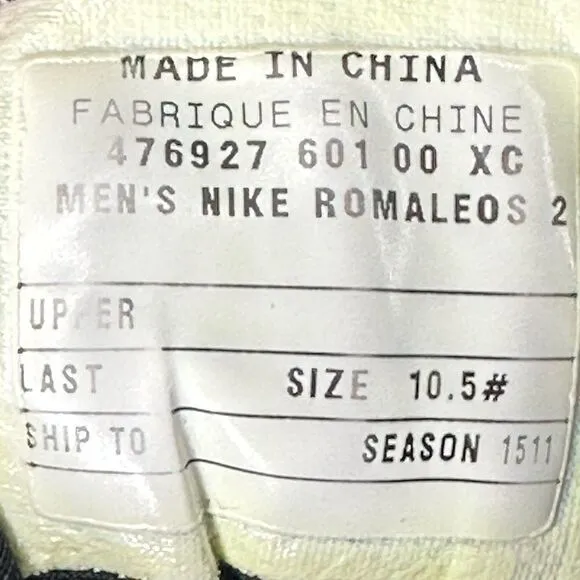 MADE IN CHINA
FABRIQUE EN CHINE
476927 601 00 XC
MEN'S NIKE ROMALEOS 2
UPPER
LAST SIZE 10.5#
SHIP TO SEASON 1511